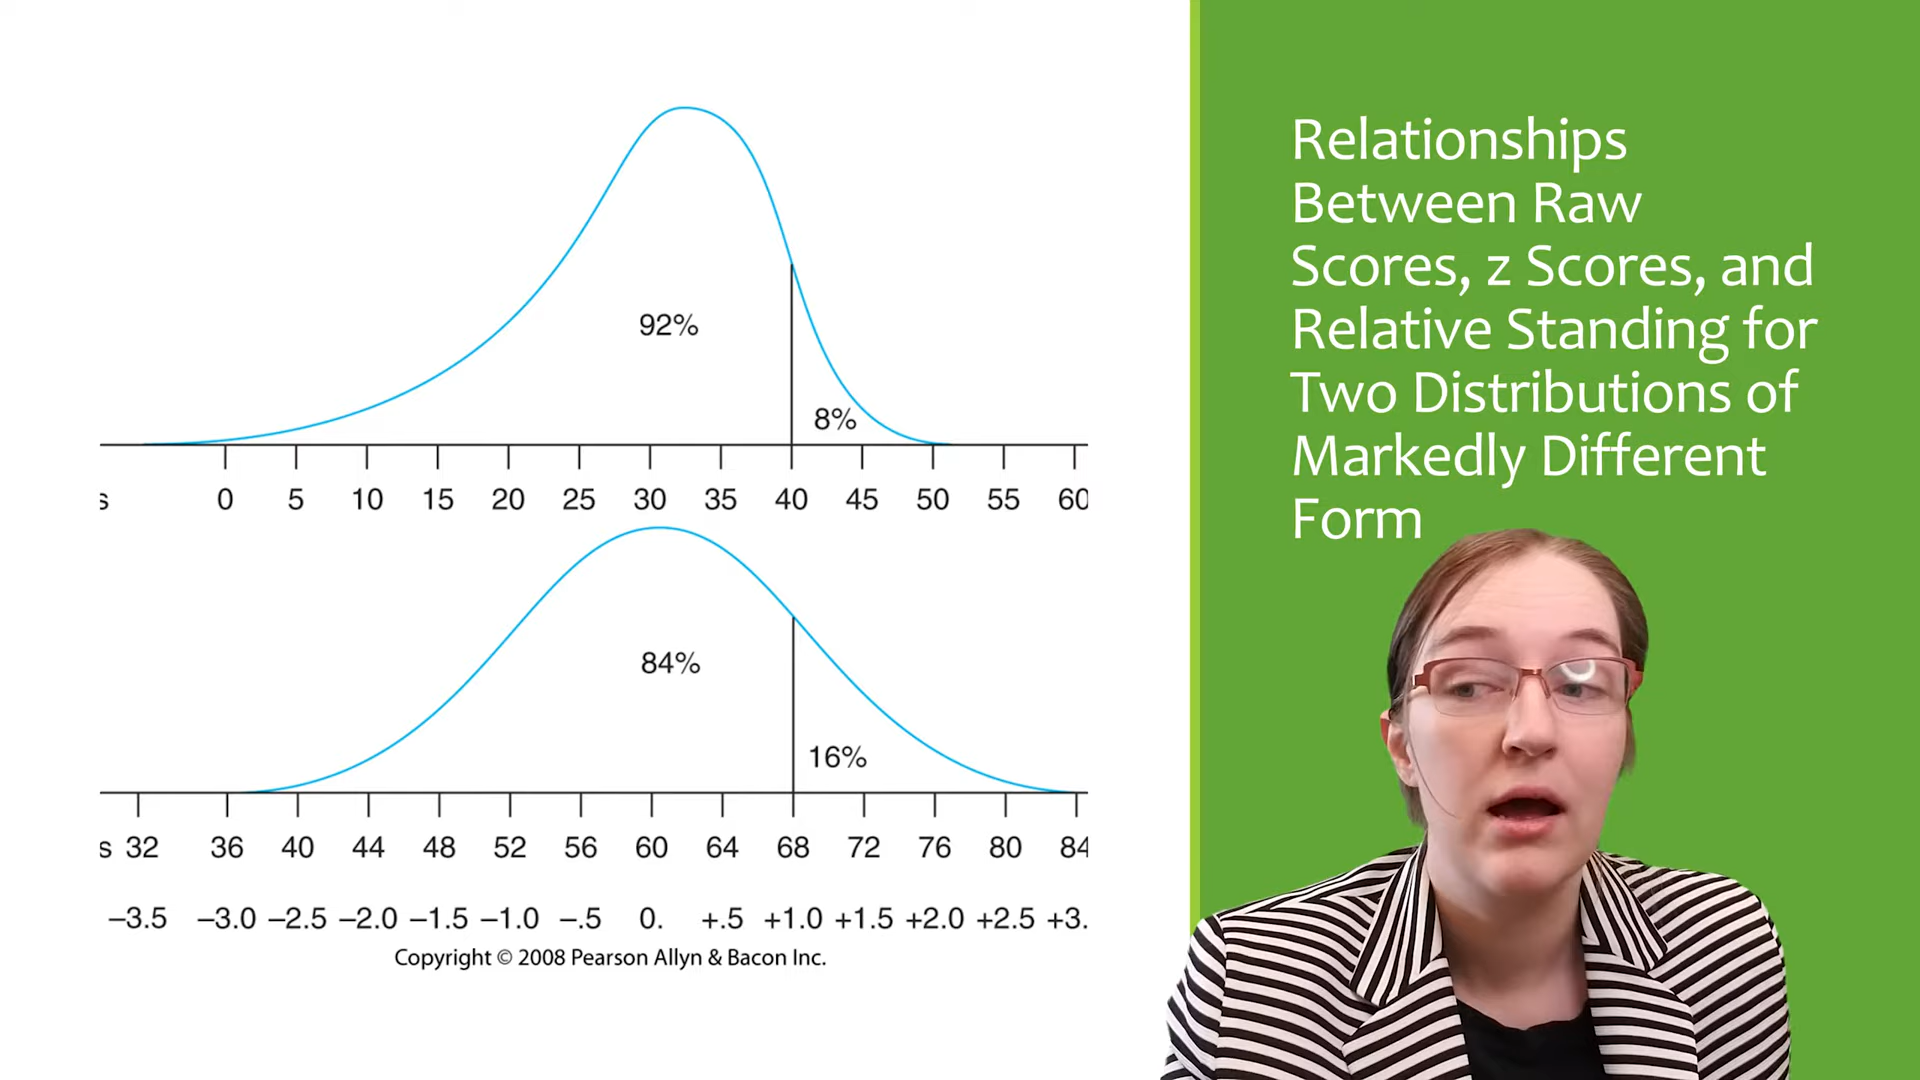 Relationships
Between Raw
Scores, z Scores, and
Relative Standing for
Two Distributions of
Markedly Different
Form
92%
8%
s 0 5 10 15 20 25 30 35 40 45 50 55 60
84%
16%
s 32 36 40 44 48 52 56 60 64 68 72 76 80 84
–3.5 –3.0 –2.5 –2.0 –1.5 –1.0 –.5 0. +.5 +1.0 +1.5 +2.0 +2.5 +3.
Copyright © 2008 Pearson Allyn & Bacon Inc.